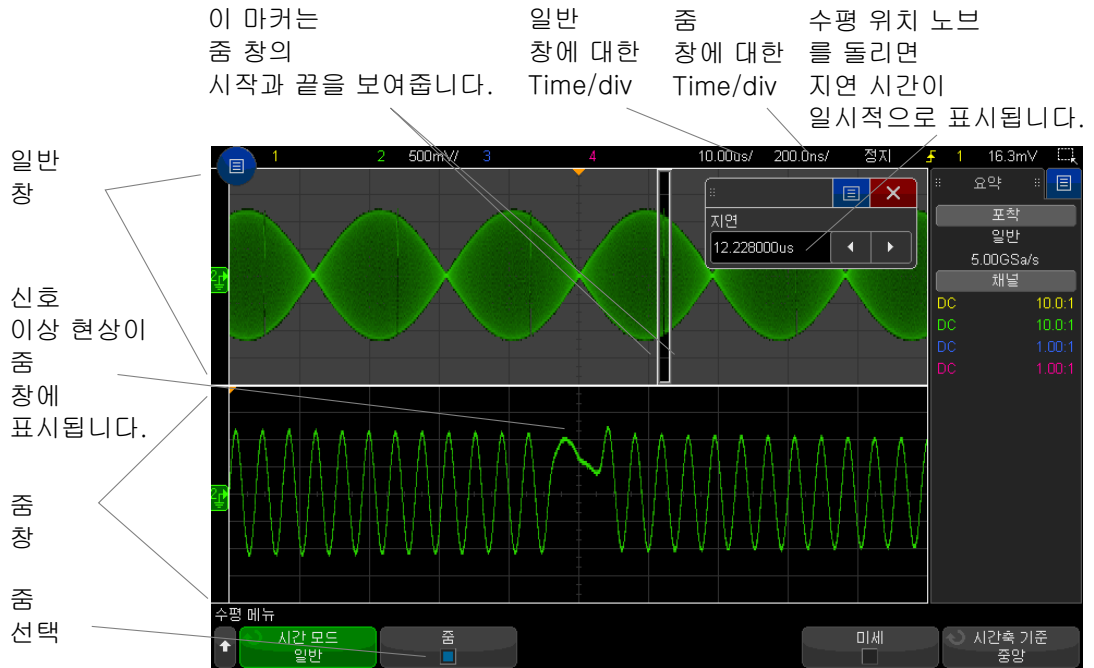 이 마커는
줌 창의
시작과 끝을 보여줍니다.
일반
창에 대한
Time/div
줌
창에 대한
Time/div
수평 위치 노브
를 돌리면
지연 시간이
일시적으로 표시됩니다.
일반
창
신호
이상 현상이
줌
창에
표시됩니다.
줌
창
줌
선택
1 2 500mV/ 3 4 10.00us/ 200.0ns/ 정지 1 16.3mV
지연
12.228000us
요약
포착
일반
5.00GSa/s
채널
DC 10.0:1
DC 10.0:1
DC 1.00:1
DC 1.00:1
2
2
수평 메뉴
시간 모드
일반
줌
미세
시간축 기준
중앙